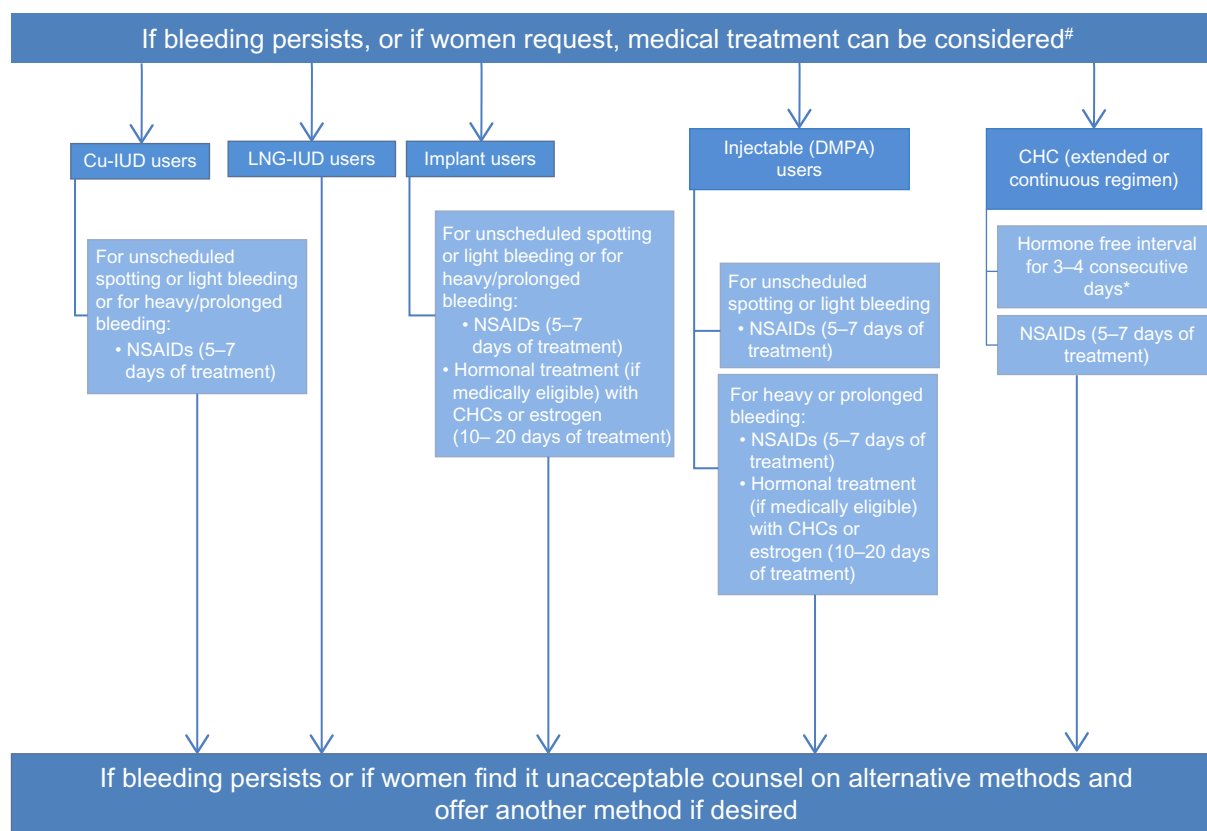 If bleeding persists, or if women request, medical treatment can be considered#
Cu-IUD users
For unscheduled
spotting or light bleeding
or for heavy/prolonged
bleeding:
• NSAIDs (5–7
days of treatment)
LNG-IUD users
Implant users
For unscheduled spotting
or light bleeding or for
heavy/prolonged
bleeding:
• NSAIDs (5–7
days of treatment)
• Hormonal treatment (if
medically eligible) with
CHCs or estrogen
(10– 20 days of treatment)
Injectable (DMPA)
users
For unscheduled
spotting or light bleeding
• NSAIDs (5–7 days of
treatment)
For heavy or prolonged
bleeding:
• NSAIDs (5–7 days of
treatment)
• Hormonal treatment
(if medically eligible)
with CHCs or
estrogen (10–20 days
of treatment)
CHC (extended or
continuous regimen)
Hormone free interval
for 3–4 consecutive
days*
NSAIDs (5–7 days of
treatment)
If bleeding persists or if women find it unacceptable counsel on alternative methods and
offer another method if desired